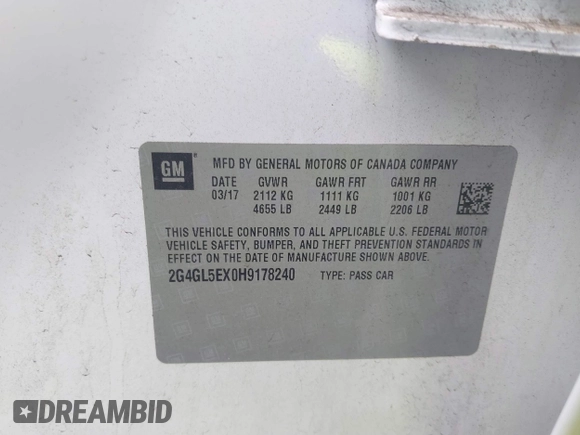 GM
MFD BY GENERAL MOTORS OF CANADA COMPANY
DATE GVWR GAWR FRT GAWR RR
03/17 2112 KG 1111 KG 1001 KG
4655 LB 2449 LB 2206 LB
THIS VEHICLE CONFORMS TO ALL APPLICABLE U.S. FEDERAL MOTOR
VEHICLE SAFETY, BUMPER, AND THEFT PREVENTION STANDARDS IN
EFFECT ON THE DATE OF MANUFACTURE SHOWN ABOVE.
2G4GL5EX0H9178240 TYPE: PASS CAR
DREAMBID